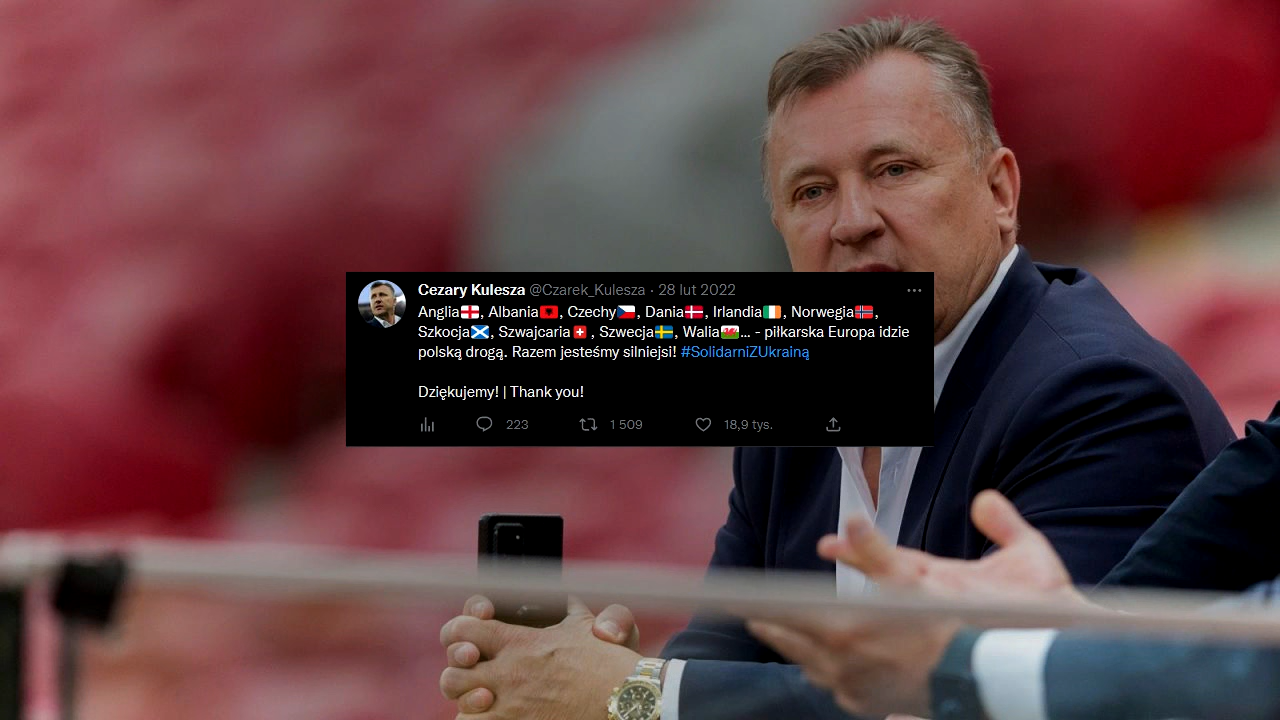 Cezary Kulesza @Czarek_Kulesza · 28 lut 2022
Anglia🏴󠁧󠁢󠁥󠁮󠁧󠁿, Albania🇦🇱, Czechy🇨🇿, Dania🇩🇰, Irlandia🇮🇪, Norwegia🇳🇴,
Szkocja🏴󠁧󠁢󠁳󠁣󠁴󠁿, Szwajcaria🇨🇭, Szwecja🇸🇪, Walia🏴󠁧󠁢󠁷󠁬󠁳󠁿... - piłkarska Europa idzie
polską drogą. Razem jesteśmy silniejsi! #SolidarniZUkrainą
Dziękujemy! | Thank you!
223 1 509 18,9 tys.